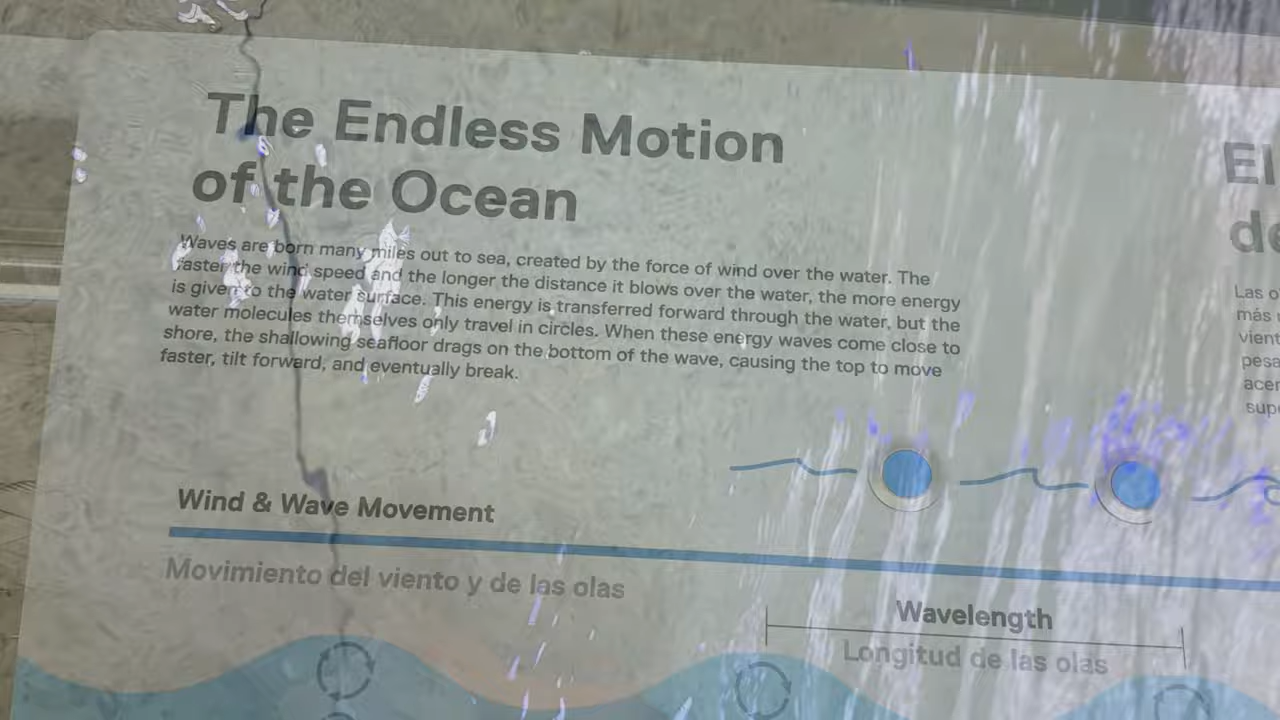 The Endless Motion
of the Ocean
Waves are born many miles out to sea, created by the force of wind over the water. The
faster the wind speed and the longer the distance it blows over the water, the more energy
is given to the water surface. This energy is transferred forward through the water, but the
water molecules themselves only travel in circles. When these energy waves come close to
shore, the shallowing seafloor drags on the bottom of the wave, causing the top to move
faster, tilt forward, and eventually break.
El
de
Las o
más
vient
pesa
acer
supe
Wind & Wave Movement
Movimiento del viento y de las olas
Wavelength
Longitud de las olas